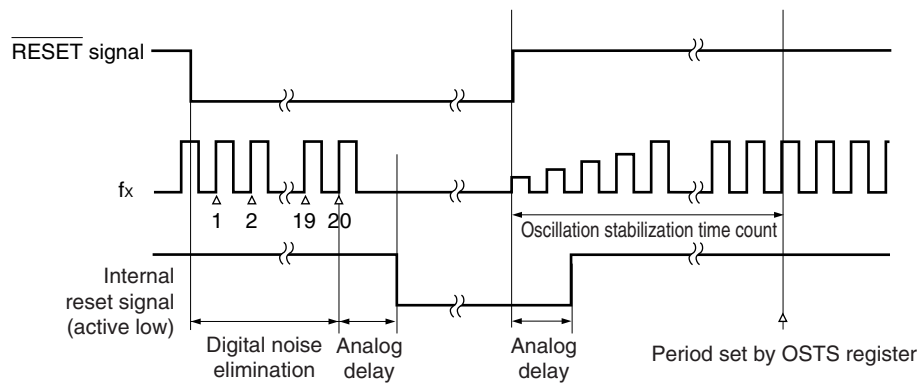 RESET signal
fx
1 2 19 20
Oscillation stabilization time count
Internal
reset signal
(active low)
Digital noise
elimination
Analog
delay
Analog
delay
Period set by OSTS register